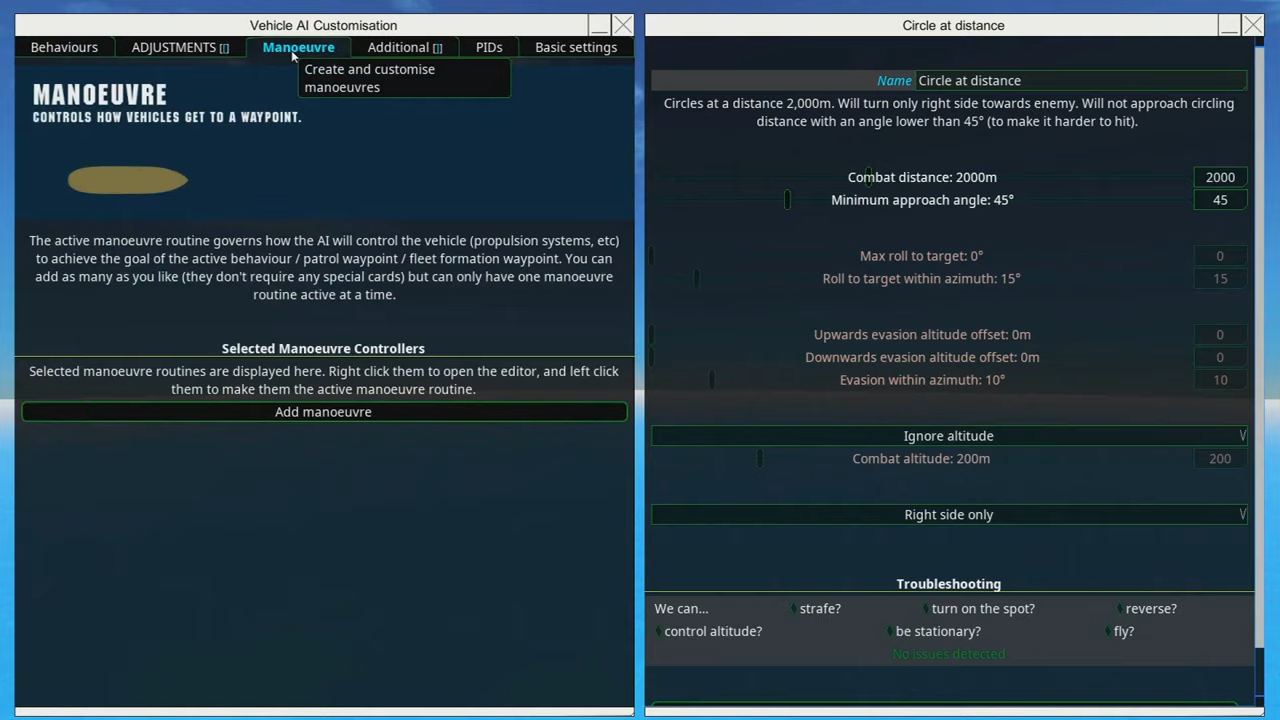 Vehicle AI Customisation
Behaviours
ADJUSTMENTS []
Manoeuvre
Additional []
PIDs
Basic settings
Create and customise
manoeuvres
MANOEUVRE
CONTROLS HOW VEHICLES GET TO A WAYPOINT.
The active manoeuvre routine governs how the AI will control the vehicle (propulsion systems, etc)
to achieve the goal of the active behaviour / patrol waypoint / fleet formation waypoint. You can
add as many as you like (they don't require any special cards) but can only have one manoeuvre
routine active at a time.
Selected Manoeuvre Controllers
Selected manoeuvre routines are displayed here. Right click them to open the editor, and left click
them to make them the active manoeuvre routine.
Add manoeuvre
Circle at distance
Name Circle at distance
Circles at a distance 2,000m. Will turn only right side towards enemy. Will not approach circling
distance with an angle lower than 45° (to make it harder to hit).
Combat distance: 2000m 2000
Minimum approach angle: 45° 45
Max roll to target: 0° 0
Roll to target within azimuth: 15° 15
Upwards evasion altitude offset: 0m 0
Downwards evasion altitude offset: 0m 0
Evasion within azimuth: 10° 10
Ignore altitude V
Combat altitude: 200m 200
Right side only V
Troubleshooting
We can... strafe? turn on the spot? reverse?
control altitude? be stationary? fly?
No issues detected